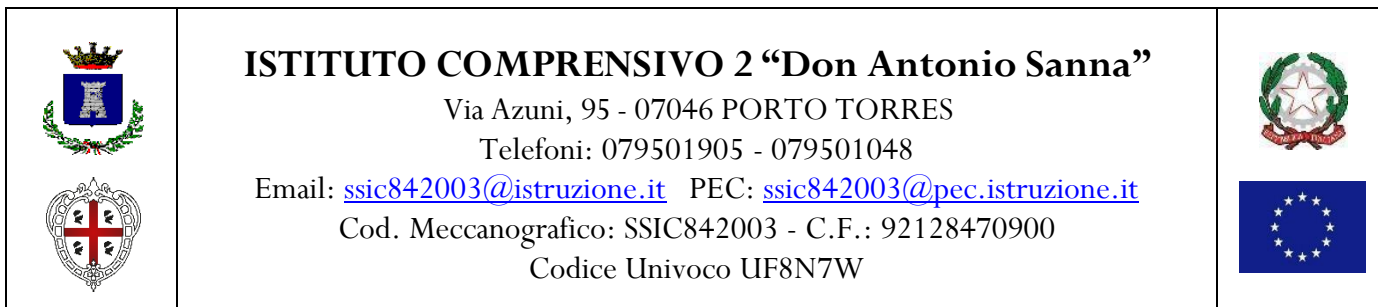 ISTITUTO COMPRENSIVO 2 “Don Antonio Sanna”
Via Azuni, 95 - 07046 PORTO TORRES
Telefoni: 079501905 - 079501048
Email: ssic842003@istruzione.it PEC: ssic842003@pec.istruzione.it
Cod. Meccanografico: SSIC842003 - C.F.: 92128470900
Codice Univoco UF8N7W